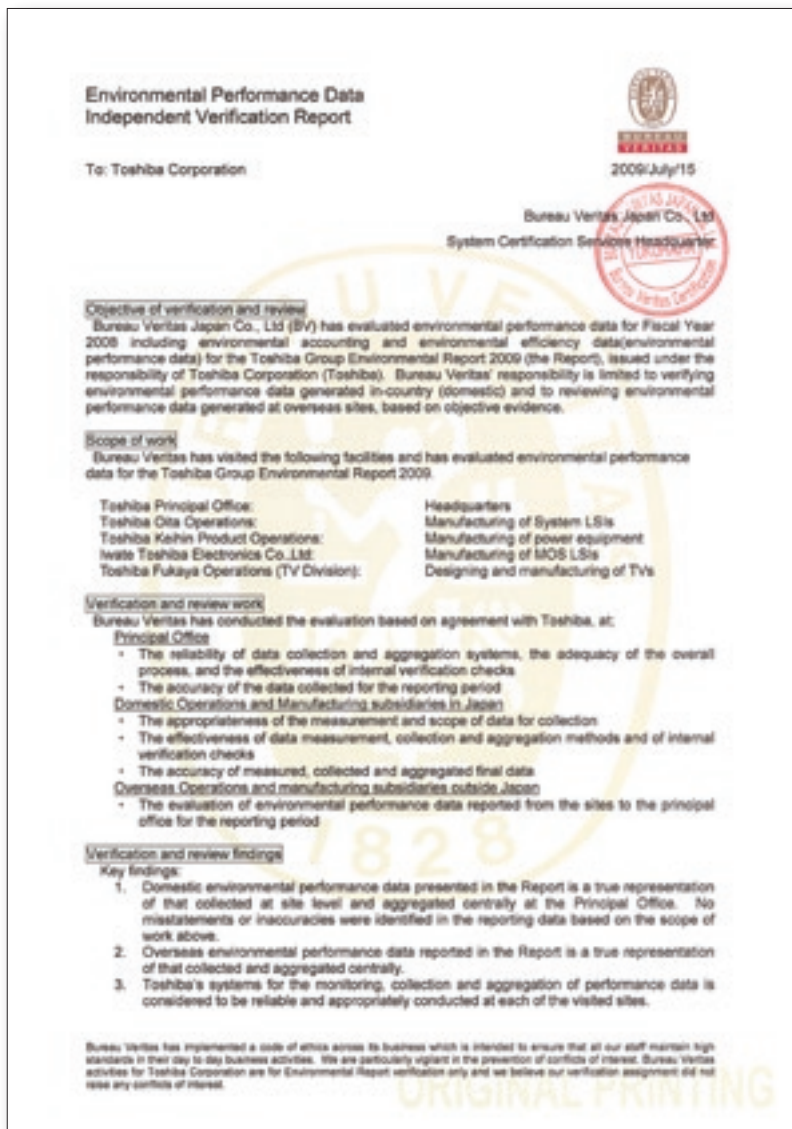 Environmental Performance Data
Independent Verification Report
BUREAU
VERITAS
To: Toshiba Corporation
2009/July/15
Bureau Veritas Japan Co., Ltd
System Certification Services Headquarter
Objective of verification and review
Bureau Veritas Japan Co., Ltd (BV) has evaluated environmental performance data for Fiscal Year
2008 including environmental accounting and environmental efficiency data(environmental
performance data) for the Toshiba Group Environmental Report 2009 (the Report), issued under the
responsibility of Toshiba Corporation (Toshiba). Bureau Veritas' responsibility is limited to verifying
environmental performance data generated in-country (domestic) and to reviewing environmental
performance data generated at overseas sites, based on objective evidence.
Scope of work
Bureau Veritas has visited the following facilities and has evaluated environmental performance
data for the Toshiba Group Environmental Report 2009.
Toshiba Principal Office: Headquarters
Toshiba Oita Operations: Manufacturing of System LSIs
Toshiba Keihin Product Operations: Manufacturing of power equipment
Iwate Toshiba Electronics Co.,Ltd: Manufacturing of MOS LSIs
Toshiba Fukaya Operations (TV Division): Designing and manufacturing of TVs
Verification and review work
Bureau Veritas has conducted the evaluation based on agreement with Toshiba, at:
Principal Office
・ The reliability of data collection and aggregation systems, the adequacy of the overall
process, and the effectiveness of internal verification checks
・ The accuracy of the data collected for the reporting period
Domestic Operations and Manufacturing subsidiaries in Japan
・ The appropriateness of the measurement and scope of data for collection
・ The effectiveness of data measurement, collection and aggregation methods and of internal
verification checks
・ The accuracy of measured, collected and aggregated final data
Overseas Operations and manufacturing subsidiaries outside Japan
・ The evaluation of environmental performance data reported from the sites to the principal
office for the reporting period
Verification and review findings
Key findings:
1. Domestic environmental performance data presented in the Report is a true representation
of that collected at site level and aggregated centrally at the Principal Office. No
misstatements or inaccuracies were identified in the reporting data based on the scope of
work above.
2. Overseas environmental performance data reported in the Report is a true representation
of that collected and aggregated centrally.
3. Toshiba's systems for the monitoring, collection and aggregation of performance data is
considered to be reliable and appropriately conducted at each of the visited sites.
Bureau Veritas has implemented a code of ethics across its business which is intended to ensure that all our staff maintain high
standards in their day to day business activities. We are particularly vigilant in the prevention of conflicts of interest. Bureau Veritas
activities for Toshiba Corporation are for Environmental Report verification only and we believe our verification assignment did not
raise any conflicts of interest.
1828
ORIGINAL PRINTING